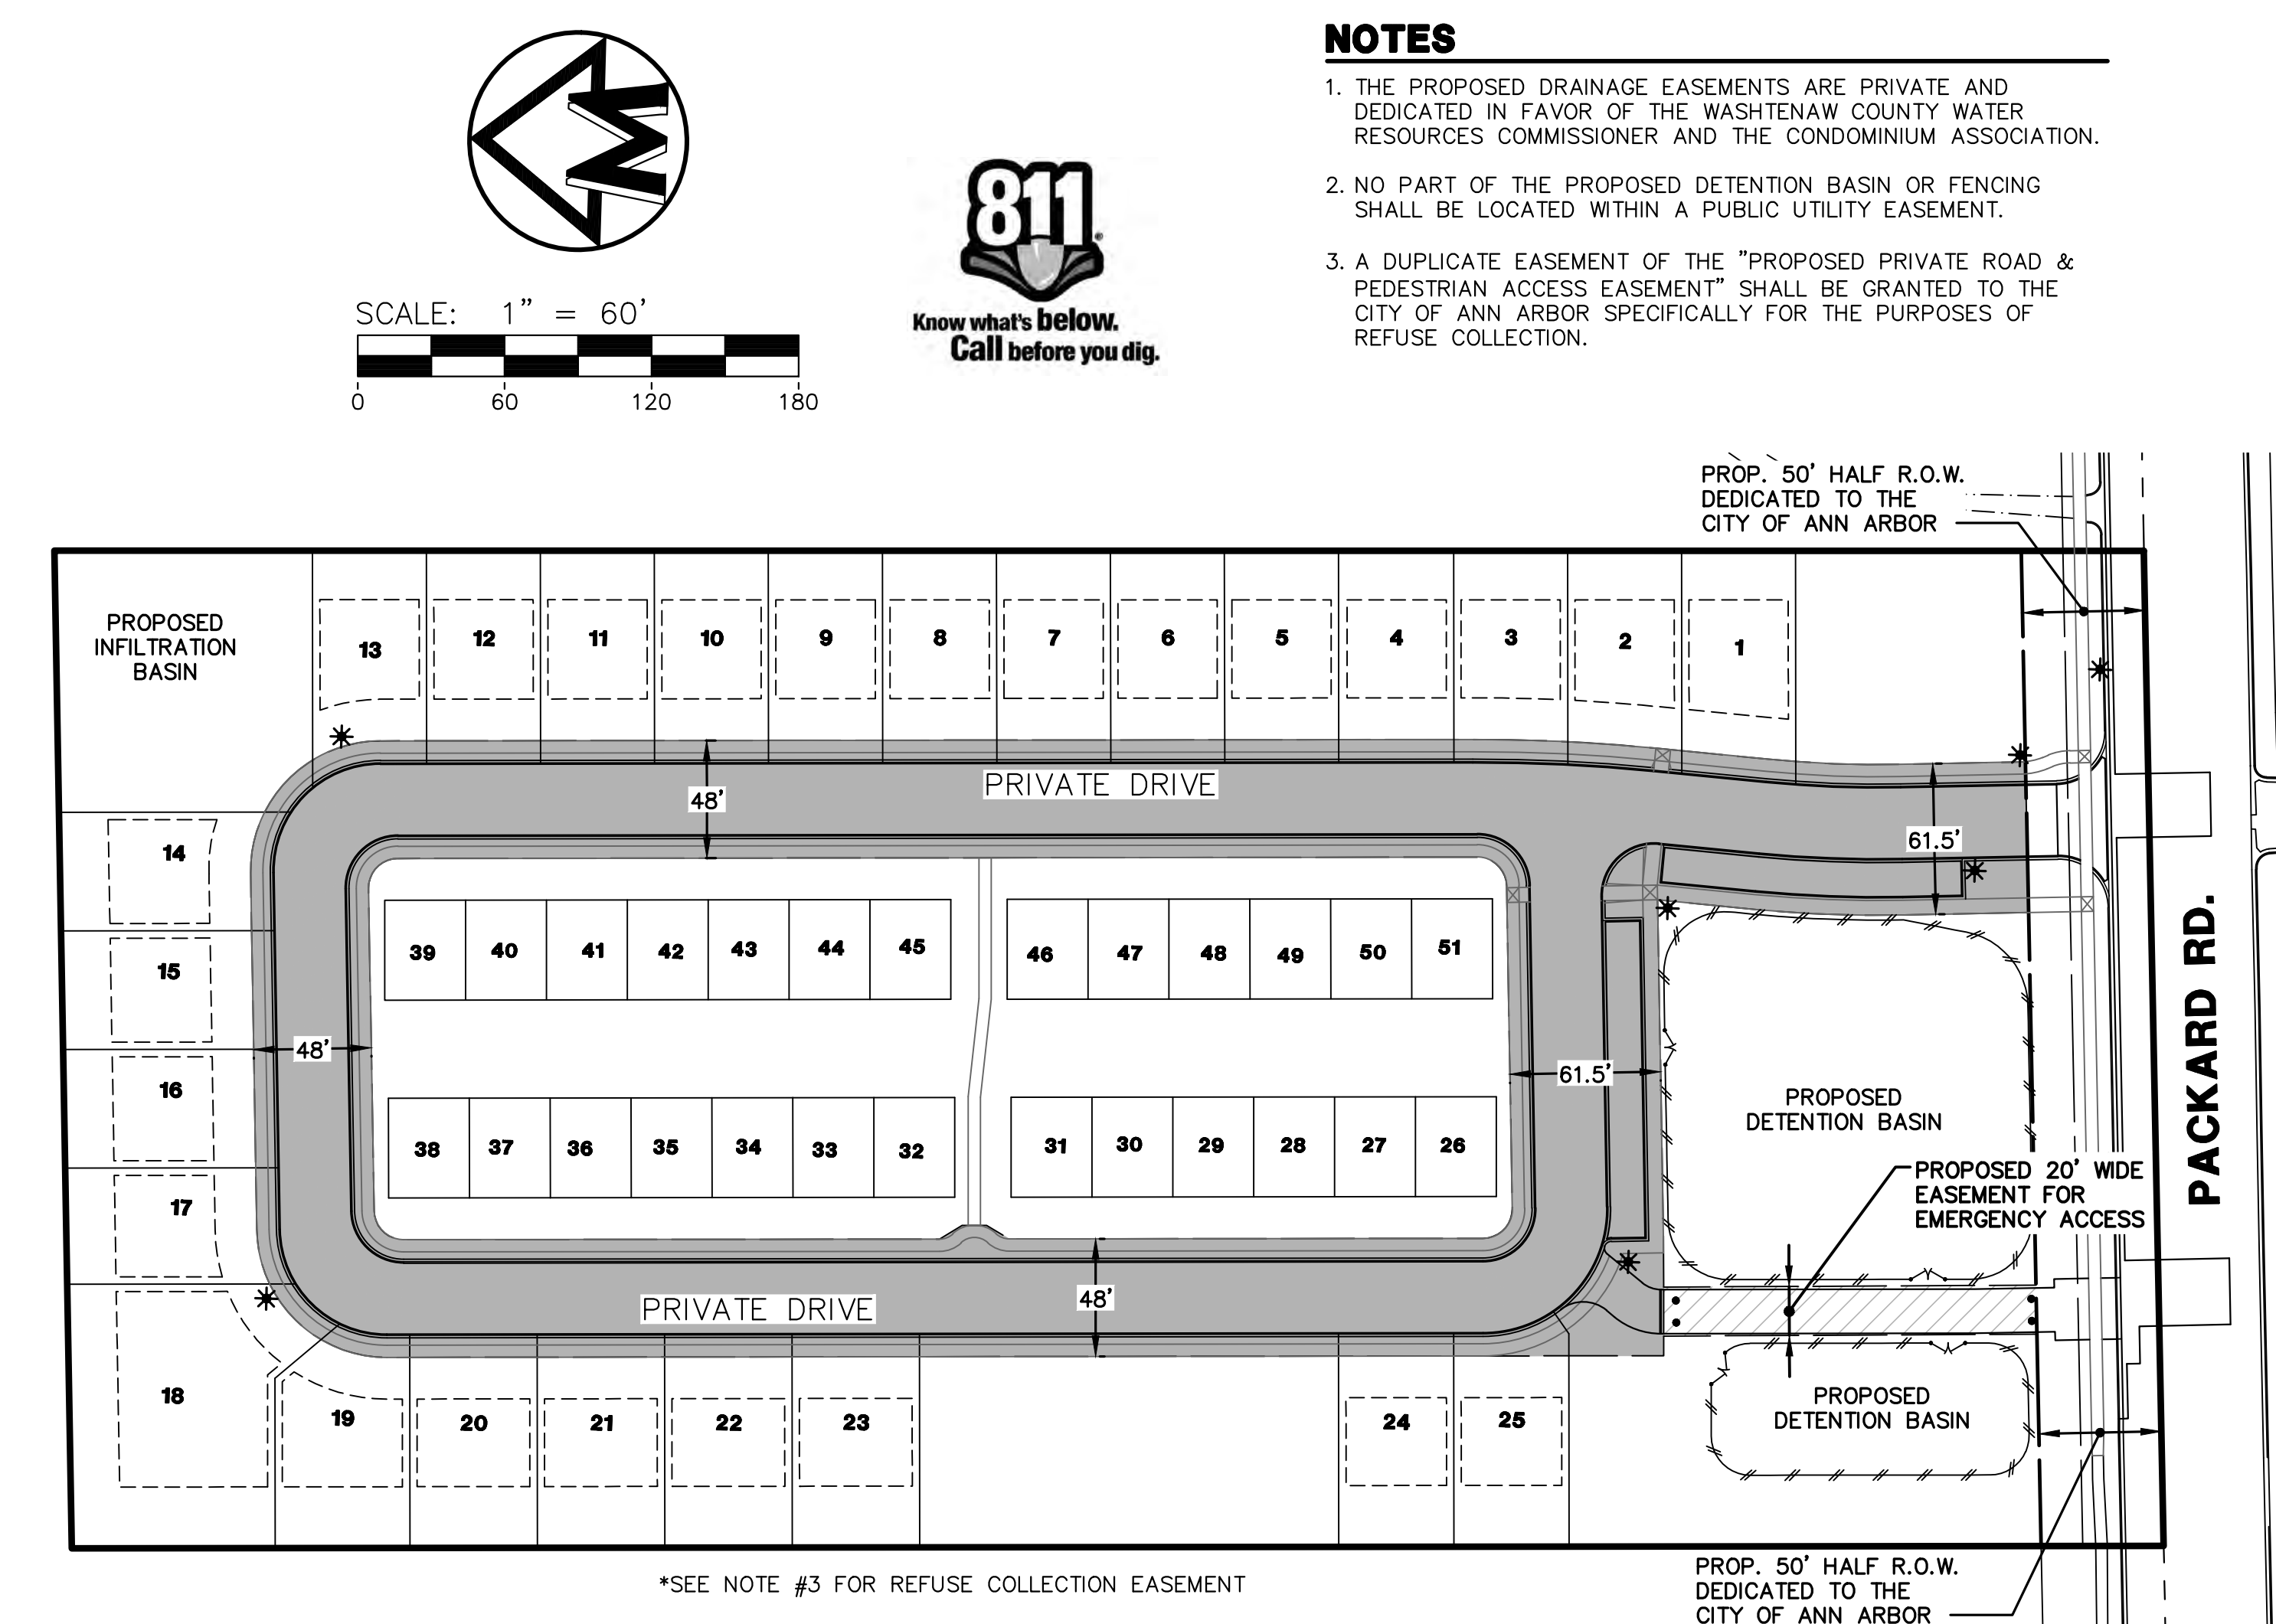 NOTES
1. THE PROPOSED DRAINAGE EASEMENTS ARE PRIVATE AND
DEDICATED IN FAVOR OF THE WASHTENAW COUNTY WATER
RESOURCES COMMISSIONER AND THE CONDOMINIUM ASSOCIATION.
2. NO PART OF THE PROPOSED DETENTION BASIN OR FENCING
SHALL BE LOCATED WITHIN A PUBLIC UTILITY EASEMENT.
3. A DUPLICATE EASEMENT OF THE "PROPOSED PRIVATE ROAD &
PEDESTRIAN ACCESS EASEMENT" SHALL BE GRANTED TO THE
CITY OF ANN ARBOR SPECIFICALLY FOR THE PURPOSES OF
REFUSE COLLECTION.
811®
Know what's below.
Call before you dig.
SCALE: 1" = 60'
0 60 120 180
PROP. 50' HALF R.O.W.
DEDICATED TO THE
CITY OF ANN ARBOR
PROPOSED
INFILTRATION
BASIN
13 12 11 10 9 8 7 6 5 4 3 2 1
PRIVATE DRIVE
48'
61.5'
14
15
16
17
18
39 40 41 42 43 44 45 46 47 48 49 50 51
48'
61.5'
38 37 36 35 34 33 32 31 30 29 28 27 26
PROPOSED
DETENTION BASIN
PROPOSED 20' WIDE
EASEMENT FOR
EMERGENCY ACCESS
PACKARD RD.
PRIVATE DRIVE
48'
19 20 21 22 23 24 25
PROPOSED
DETENTION BASIN
*SEE NOTE #3 FOR REFUSE COLLECTION EASEMENT
PROP. 50' HALF R.O.W.
DEDICATED TO THE
CITY OF ANN ARBOR